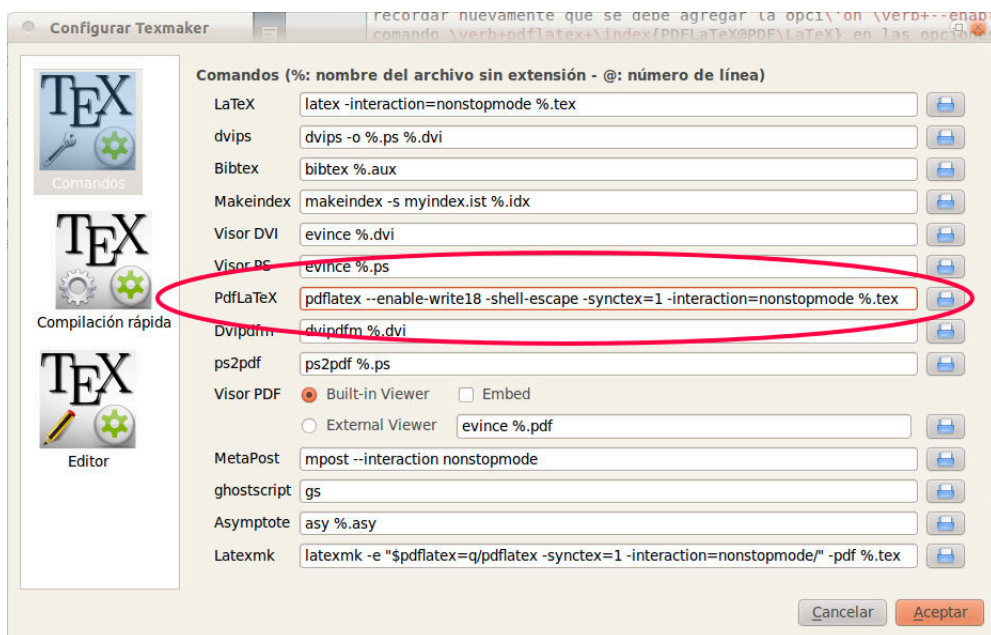 recordar nuevamente que se debe agregar la opci\'on \verb+--enab
Configurar Texmaker
comando \verb+pdflatex+\index{PDFLaTeX@PDF\LaTeX} en las opciones
Comandos (%: nombre del archivo sin extensión - @: número de línea)
TEX
Comandos
LaTeX latex -interaction=nonstopmode %.tex
dvips dvips -o %.ps %.dvi
Bibtex bibtex %.aux
Makeindex makeindex -s myindex.ist %.idx
TEX
Compilación rápida
Visor DVI evince %.dvi
Visor PS evince %.ps
PdfLaTeX pdflatex --enable-write18 -shell-escape -synctex=1 -interaction=nonstopmode %.tex
Dvipdfm dvipdfm %.dvi
ps2pdf ps2pdf %.ps
TEX
Editor
Visor PDF Built-in Viewer Embed
External Viewer evince %.pdf
MetaPost mpost --interaction nonstopmode
ghostscript gs
Asymptote asy %.asy
Latexmk latexmk -e "$pdflatex=q/pdflatex -synctex=1 -interaction=nonstopmode/" -pdf %.tex
Cancelar Aceptar